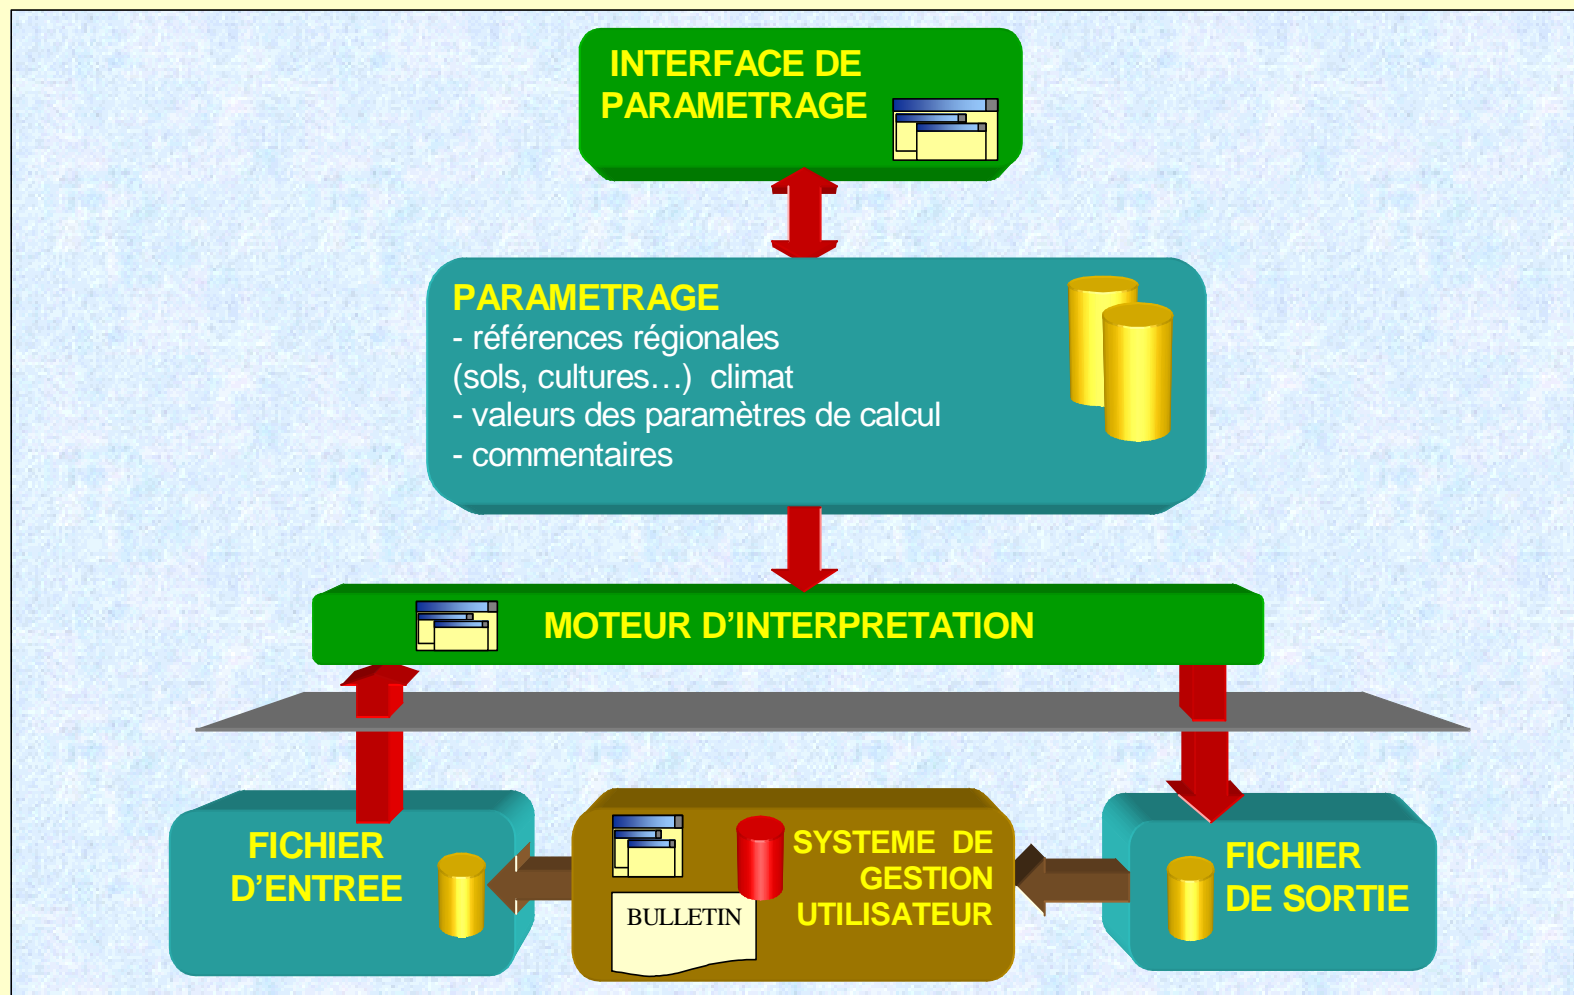 INTERFACE DE
PARAMETRAGE
PARAMETRAGE
- références régionales
(sols, cultures…) climat
- valeurs des paramètres de calcul
- commentaires
MOTEUR D’INTERPRETATION
FICHIER
D’ENTREE
BULLETIN
SYSTEME DE
GESTION
UTILISATEUR
FICHIER
DE SORTIE